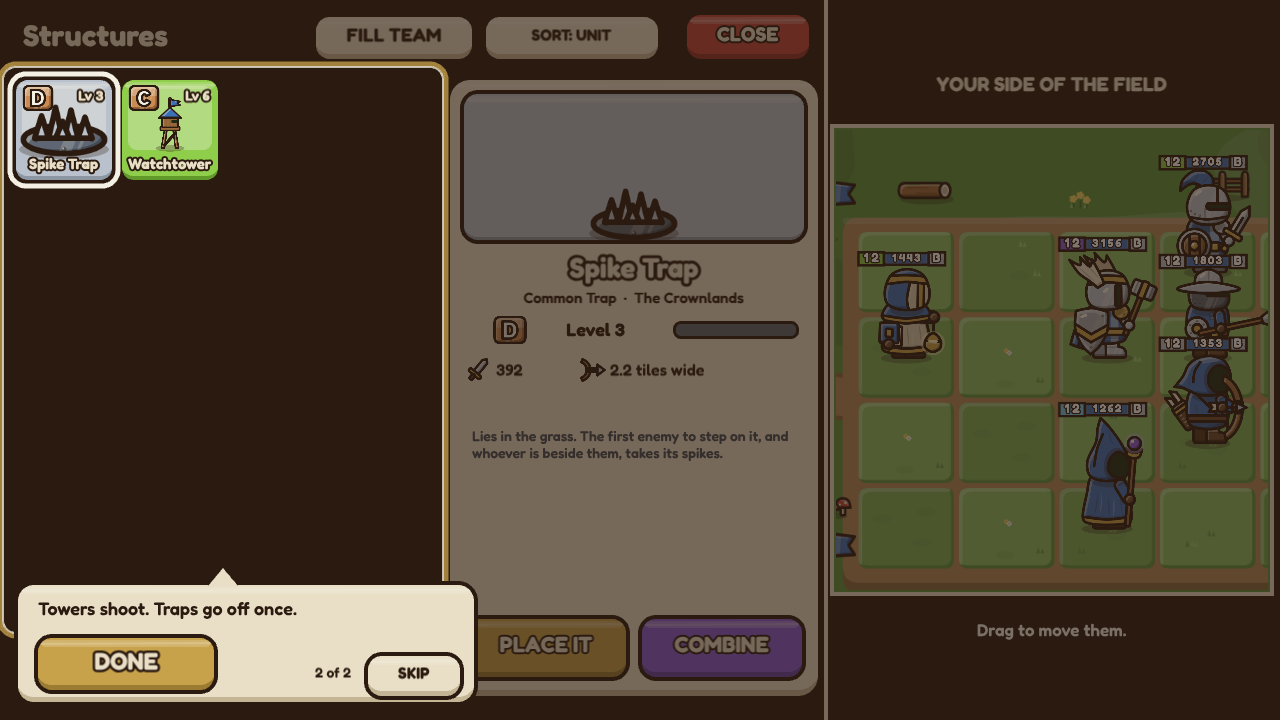 Structures
FILL TEAM
SORT: UNIT
CLOSE
D
Lv 3
Spike Trap
C
Lv 6
Watchtower
Spike Trap
Common Trap · The Crownlands
D
Level 3
392
2.2 tiles wide
Lies in the grass. The first enemy to step on it, and
whoever is beside them, takes its spikes.
PLACE IT
COMBINE
Towers shoot. Traps go off once.
DONE
2 of 2
SKIP
YOUR SIDE OF THE FIELD
12 2705 B
12 3156 B
12 1443 B
12 1803 B
12 1353 B
12 1262 B
Drag to move them.